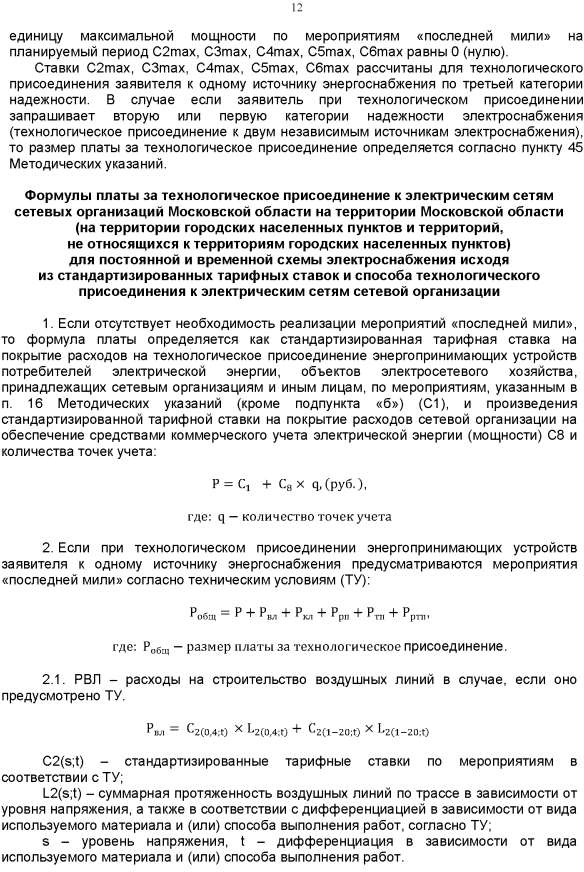 12
единицу максимальной мощности по мероприятиям «последней мили» на
планируемый период C2max, C3max, C4max, C5max, C6max равны 0 (нулю).
Ставки C2max, C3max, C4max, C5max, C6max рассчитаны для технологического
присоединения заявителя к одному источнику энергоснабжения по третьей категории
надежности. В случае если заявитель при технологическом присоединении
запрашивает вторую или первую категории надежности электроснабжения
(технологическое присоединение к двум независимым источникам электроснабжения),
то размер платы за технологическое присоединение определяется согласно пункту 45
Методических указаний.
Формулы платы за технологическое присоединение к электрическим сетям
сетевых организаций Московской области на территории Московской области
(на территории городских населенных пунктов и территорий,
не относящихся к территориям городских населенных пунктов)
для постоянной и временной схемы электроснабжения исходя
из стандартизированных тарифных ставок и способа технологического
присоединения к электрическим сетям сетевой организации
1. Если отсутствует необходимость реализации мероприятий «последней мили»,
то формула платы определяется как стандартизированная тарифная ставка на
покрытие расходов на технологическое присоединение энергопринимающих устройств
потребителей электрической энергии, объектов электросетевого хозяйства,
принадлежащих сетевым организациям и иным лицам, по мероприятиям, указанным в
п. 16 Методических указаний (кроме подпункта «б») (С1), и произведения
стандартизированной тарифной ставки на покрытие расходов сетевой организации на
обеспечение средствами коммерческого учета электрической энергии (мощности) С8 и
количества точек учета:
P = C₁ + C₈ × q, (руб.),
где: q − количество точек учета
2. Если при технологическом присоединении энергопринимающих устройств
заявителя к одному источнику энергоснабжения предусматриваются мероприятия
«последней мили» согласно техническим условиям (ТУ):
Pобщ = P + Pвл + Pкл + Pрп + Pтп + Pртп,
где: Pобщ − размер платы за технологическое присоединение.
2.1. РВЛ – расходы на строительство воздушных линий в случае, если оно
предусмотрено ТУ.
Pвл = C2(0,4;t) × L2(0,4;t) + C2(1−20;t) × L2(1−20;t)
C2(s;t) – стандартизированные тарифные ставки по мероприятиям в
соответствии с ТУ;
L2(s;t) – суммарная протяженность воздушных линий по трассе в зависимости от
уровня напряжения, а также в соответствии с дифференциацией в зависимости от вида
используемого материала и (или) способа выполнения работ, согласно ТУ;
s – уровень напряжения, t – дифференциация в зависимости от вида
используемого материала и (или) способа выполнения работ.